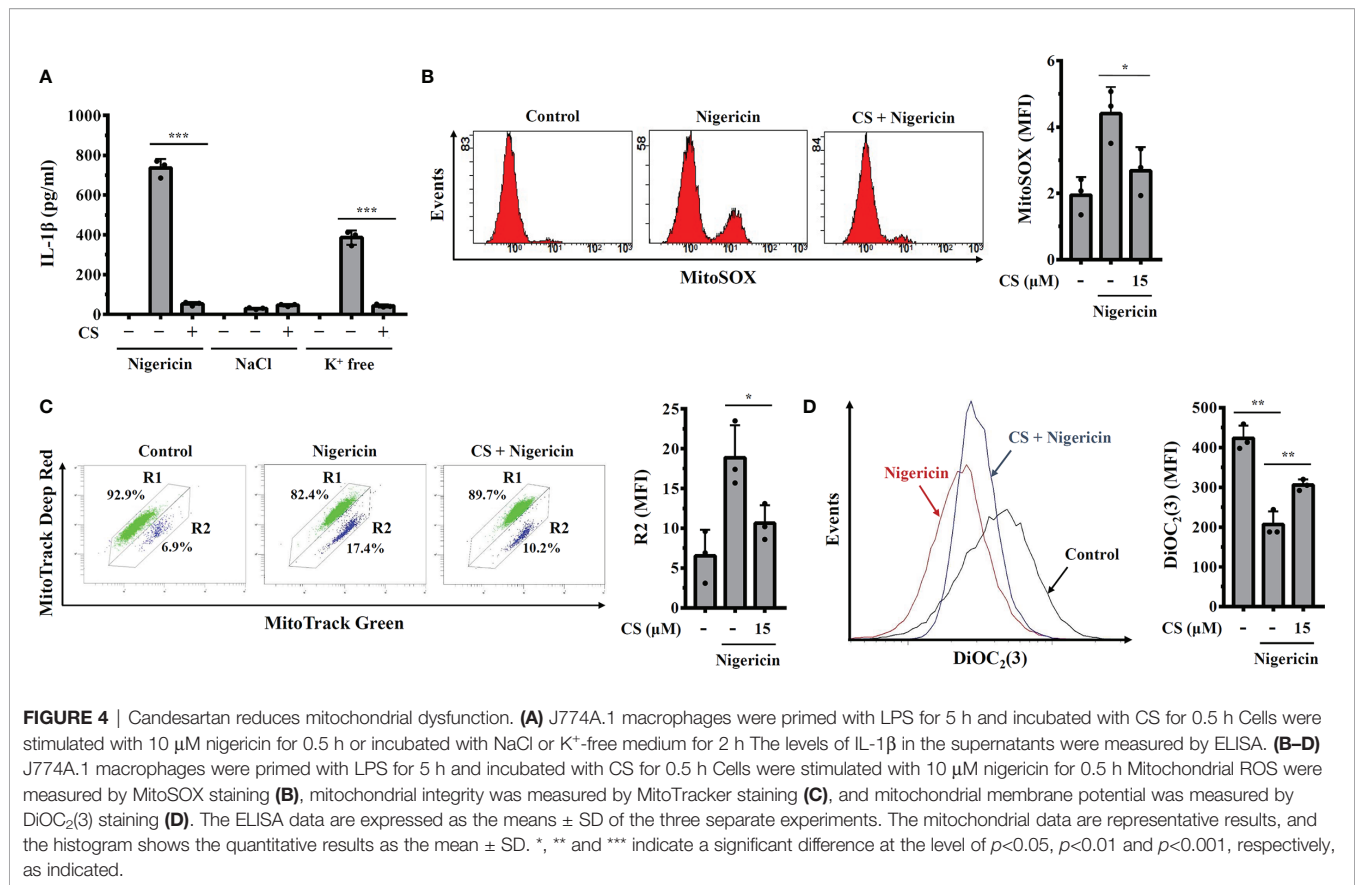 A
IL-1β (pg/ml)
1000
800
600
400
200
0
***
***
CS
− − + − − + − − +
Nigericin NaCl K⁺ free
B
Control Nigericin CS + Nigericin
Events
83
58
84
10⁰ 10¹ 10² 10³
10⁰ 10¹ 10² 10³
10⁰ 10¹ 10² 10³
MitoSOX
MitoSOX (MFI)
6
4
2
0
*
CS (μM) - - 15
Nigericin
C
Control Nigericin CS + Nigericin
MitoTrack Deep Red
R1
92.9%
R2
6.9%
R1
82.4%
R2
17.4%
R1
89.7%
R2
10.2%
MitoTrack Green
R2 (MFI)
25
20
15
10
5
0
*
CS (μM) - - 15
Nigericin
D
Events
CS + Nigericin
Nigericin
Control
DiOC₂(3)
DiOC₂(3) (MFI)
500
400
300
200
100
0
**
**
CS (μM) - - 15
Nigericin
FIGURE 4 | Candesartan reduces mitochondrial dysfunction. (A) J774A.1 macrophages were primed with LPS for 5 h and incubated with CS for 0.5 h Cells were
stimulated with 10 μM nigericin for 0.5 h or incubated with NaCl or K⁺-free medium for 2 h The levels of IL-1β in the supernatants were measured by ELISA. (B–D)
J774A.1 macrophages were primed with LPS for 5 h and incubated with CS for 0.5 h Cells were stimulated with 10 μM nigericin for 0.5 h Mitochondrial ROS were
measured by MitoSOX staining (B), mitochondrial integrity was measured by MitoTracker staining (C), and mitochondrial membrane potential was measured by
DiOC₂(3) staining (D). The ELISA data are expressed as the means ± SD of the three separate experiments. The mitochondrial data are representative results, and
the histogram shows the quantitative results as the mean ± SD. *, ** and *** indicate a significant difference at the level of p<0.05, p<0.01 and p<0.001, respectively,
as indicated.